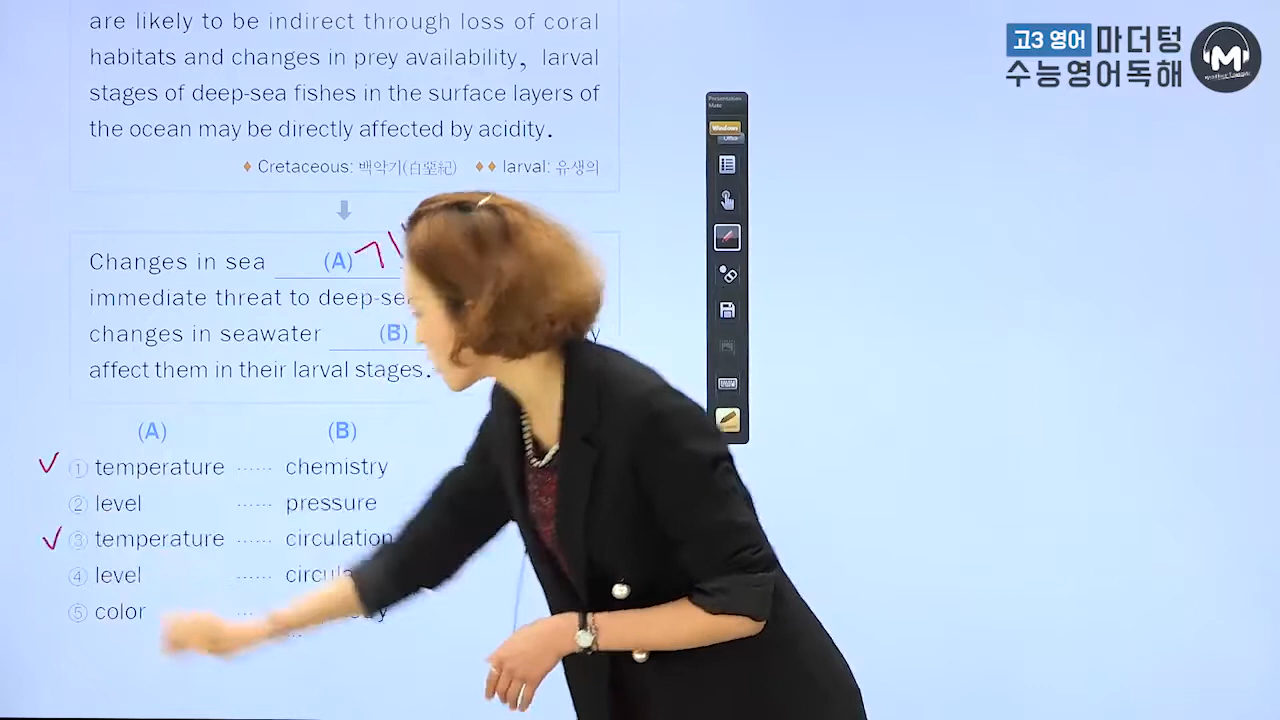 are likely to be indirect through loss of coral
habitats and changes in prey availability, larval
stages of deep-sea fishes in the surface layers of
the ocean may be directly affected by acidity.
♦ Cretaceous: 백악기(白堊紀) ♦♦ larval: 유생의
Changes in sea (A)
immediate threat to
changes in seawater (B)
affect them in their larval stages.
(A) (B)
① temperature ...... chemistry
② level ...... pressure
③ temperature ...... circulation
④ level ......
⑤ color
고3 영어 마더텅
수능영어독해
M
Presentation
Mate
Windows
Office